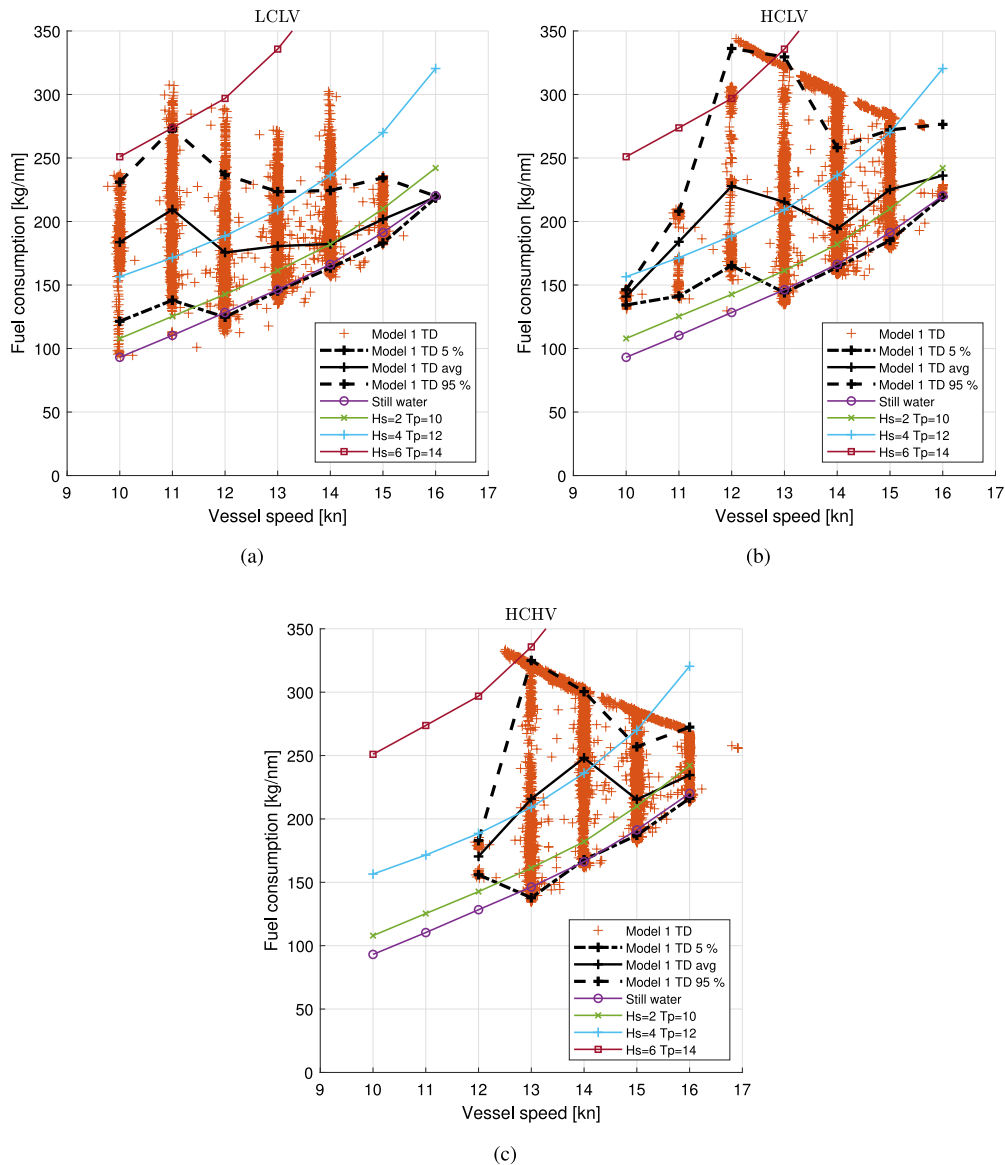 LCLV
350
300
250
200
150
100
50
0
Fuel consumption [kg/nm]
9 10 11 12 13 14 15 16 17
Vessel speed [kn]
Model 1 TD
Model 1 TD 5 %
Model 1 TD avg
Model 1 TD 95 %
Still water
Hs=2 Tp=10
Hs=4 Tp=12
Hs=6 Tp=14
(a)
HCLV
350
300
250
200
150
100
50
0
Fuel consumption [kg/nm]
9 10 11 12 13 14 15 16 17
Vessel speed [kn]
Model 1 TD
Model 1 TD 5 %
Model 1 TD avg
Model 1 TD 95 %
Still water
Hs=2 Tp=10
Hs=4 Tp=12
Hs=6 Tp=14
(b)
HCHV
350
300
250
200
150
100
50
0
Fuel consumption [kg/nm]
9 10 11 12 13 14 15 16 17
Vessel speed [kn]
Model 1 TD
Model 1 TD 5 %
Model 1 TD avg
Model 1 TD 95 %
Still water
Hs=2 Tp=10
Hs=4 Tp=12
Hs=6 Tp=14
(c)